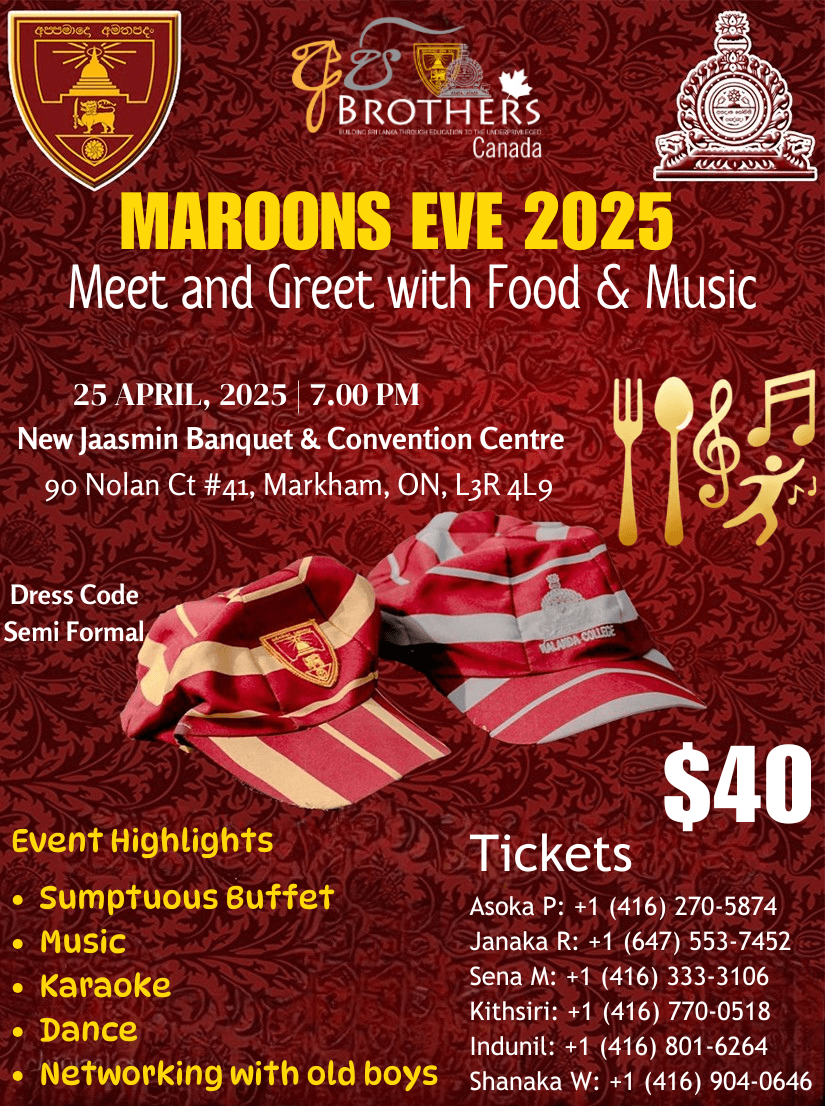 අප්පමාදො අමතපදං
BROTHERS
BUILDING SRI LANKA THROUGH EDUCATION TO THE UNDERPRIVILEGED
Canada
MAROONS EVE 2025
Meet and Greet with Food & Music
25 APRIL, 2025 | 7.00 PM
New Jaasmin Banquet & Convention Centre
90 Nolan Ct #41, Markham, ON, L3R 4L9
Dress Code
Semi Formal
NALANDA COLLEGE
$40
Event Highlights
• Sumptuous Buffet
• Music
• Karaoke
• Dance
• Networking with old boys
Tickets
Asoka P: +1 (416) 270-5874
Janaka R: +1 (647) 553-7452
Sena M: +1 (416) 333-3106
Kithsiri: +1 (416) 770-0518
Indunil: +1 (416) 801-6264
Shanaka W: +1 (416) 904-0646